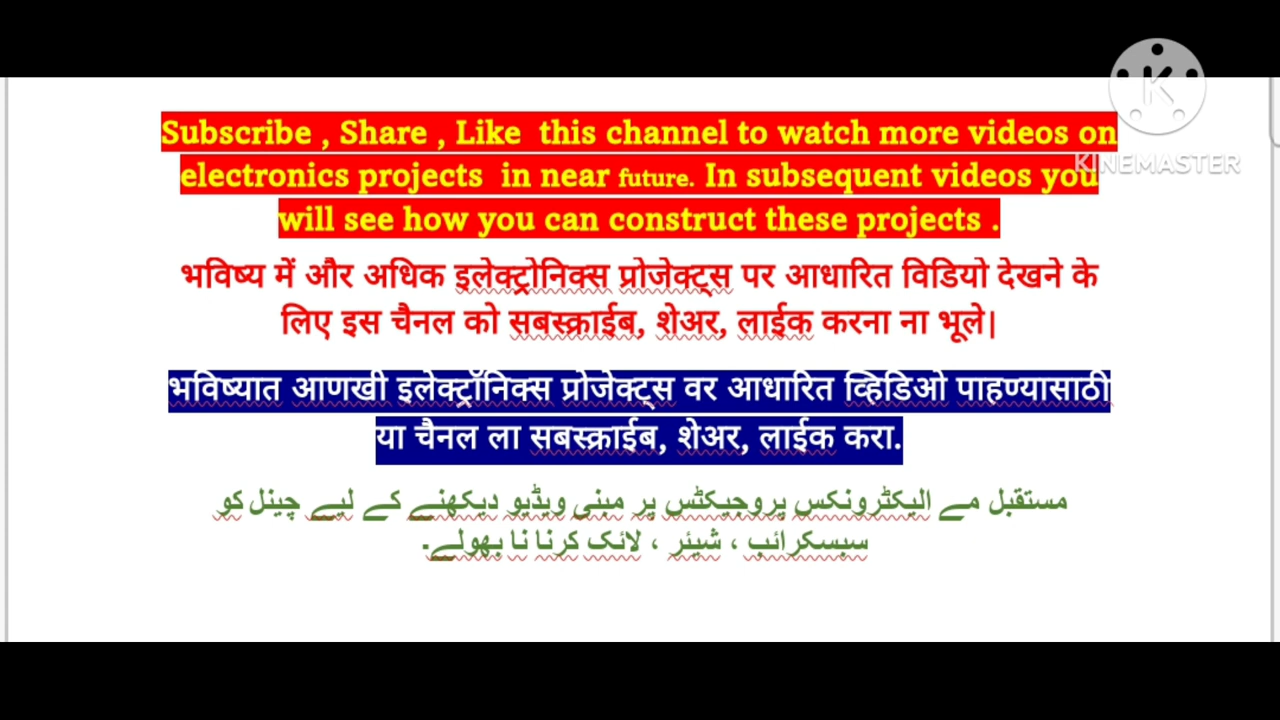 Subscribe , Share , Like this channel to watch more videos on
electronics projects in near future. In subsequent videos you
will see how you can construct these projects .
भविष्य में और अधिक इलेक्ट्रोनिक्स प्रोजेक्ट्स पर आधारित विडियो देखने के
लिए इस चैनल को सबस्क्राईब, शेअर, लाईक करना ना भूले|
भविष्यात आणखी इलेक्ट्रॉनिक्स प्रोजेक्ट्स वर आधारित व्हिडिओ पाहण्यासाठी
या चैनल ला सबस्क्राईब, शेअर, लाईक करा.
مستقبل مے الیکٹرونکس پروجیکٹس پر مبنی ویڈیو دیکھنے کے لیے چینل کو
سبسکرائب ، شیئر ، لائک کرنا نا بھولے۔
K
KINEMASTER